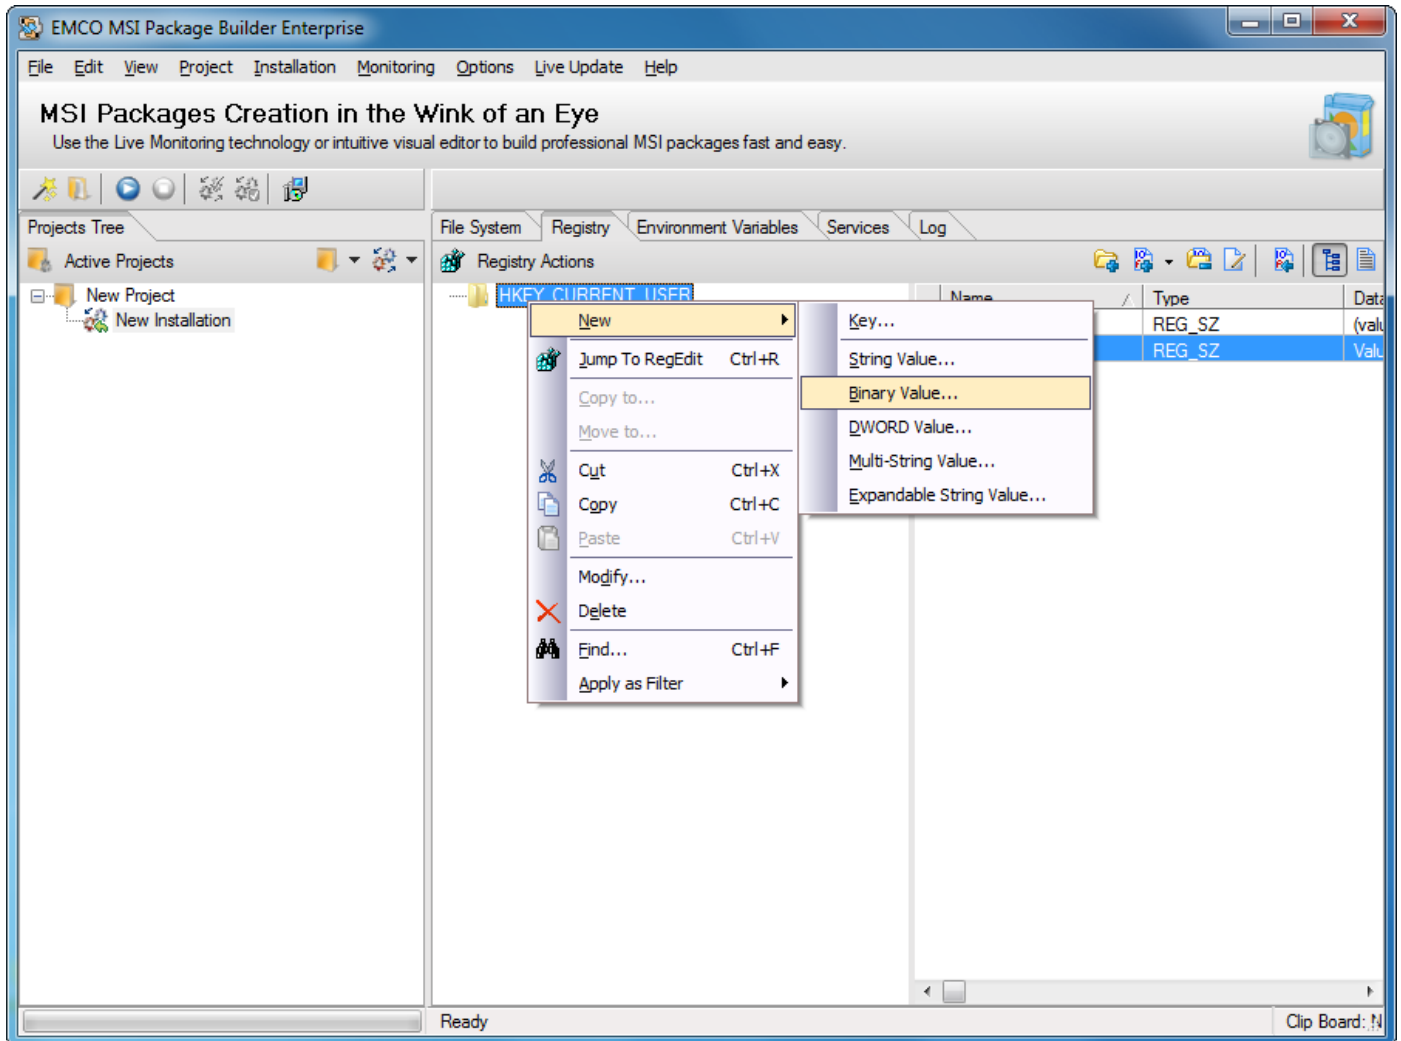 EMCO MSI Package Builder Enterprise
File Edit View Project Installation Monitoring Options Live Update Help
MSI Packages Creation in the Wink of an Eye
Use the Live Monitoring technology or intuitive visual editor to build professional MSI packages fast and easy.
Projects Tree
File System Registry Environment Variables Services Log
Active Projects
Registry Actions
New Project
New Installation
HKEY_CURRENT_USER
Name Type Data
REG_SZ (valu
REG_SZ Valu
New
Jump To RegEdit Ctrl+R
Copy to...
Move to...
Cut Ctrl+X
Copy Ctrl+C
Paste Ctrl+V
Modify...
Delete
Find... Ctrl+F
Apply as Filter
Key...
String Value...
Binary Value...
DWORD Value...
Multi-String Value...
Expandable String Value...
Ready
Clip Board: N